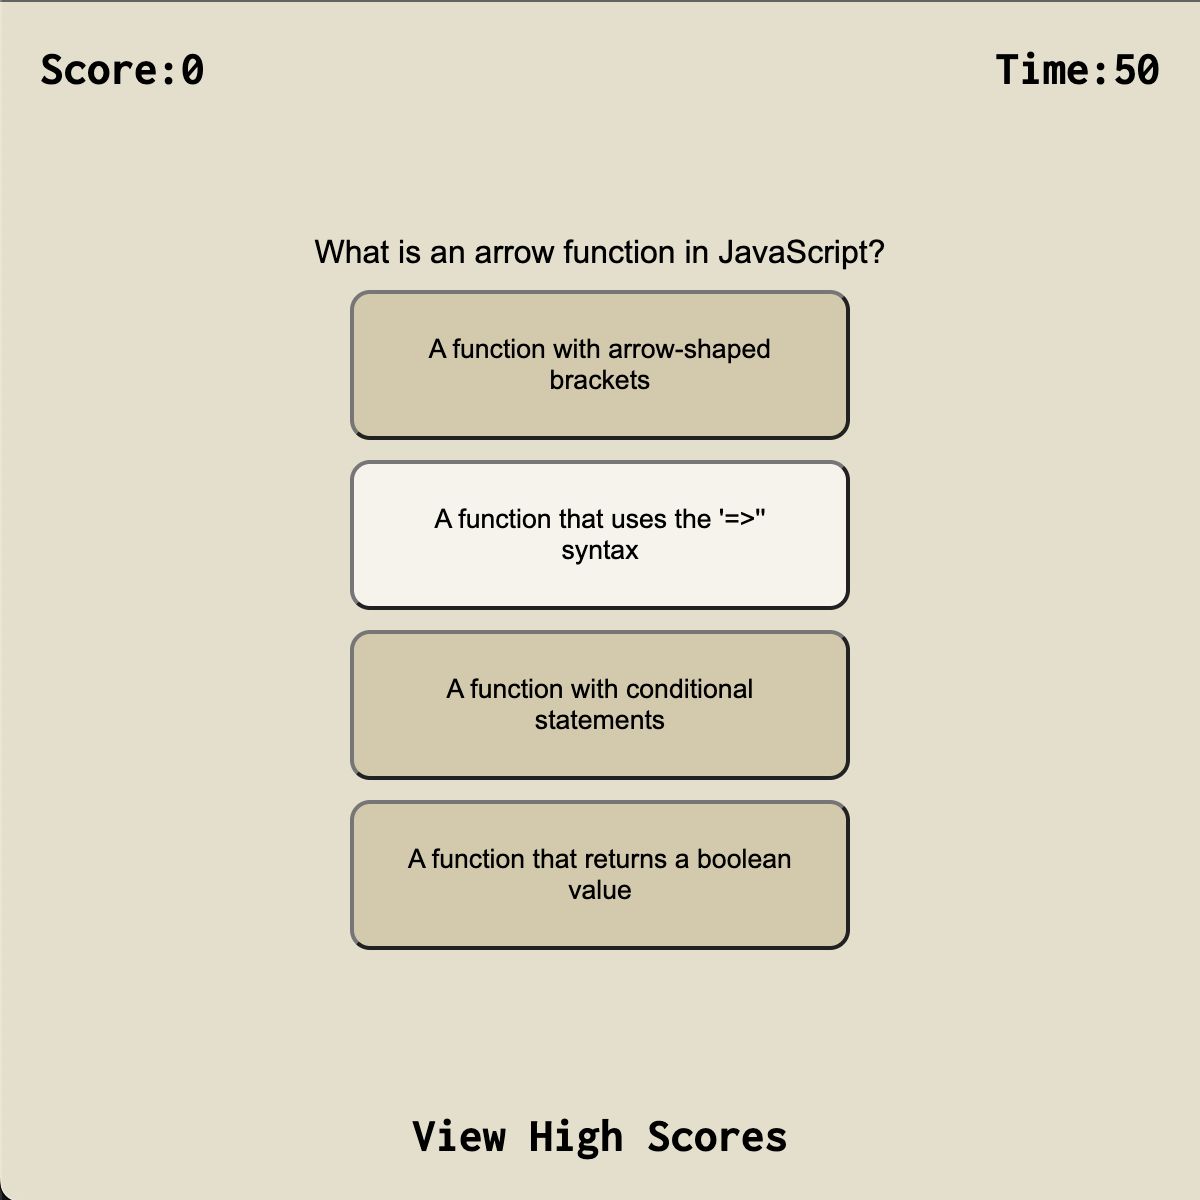 Score:0
Time:50
What is an arrow function in JavaScript?
A function with arrow-shaped
brackets
A function that uses the '=>"
syntax
A function with conditional
statements
A function that returns a boolean
value
View High Scores